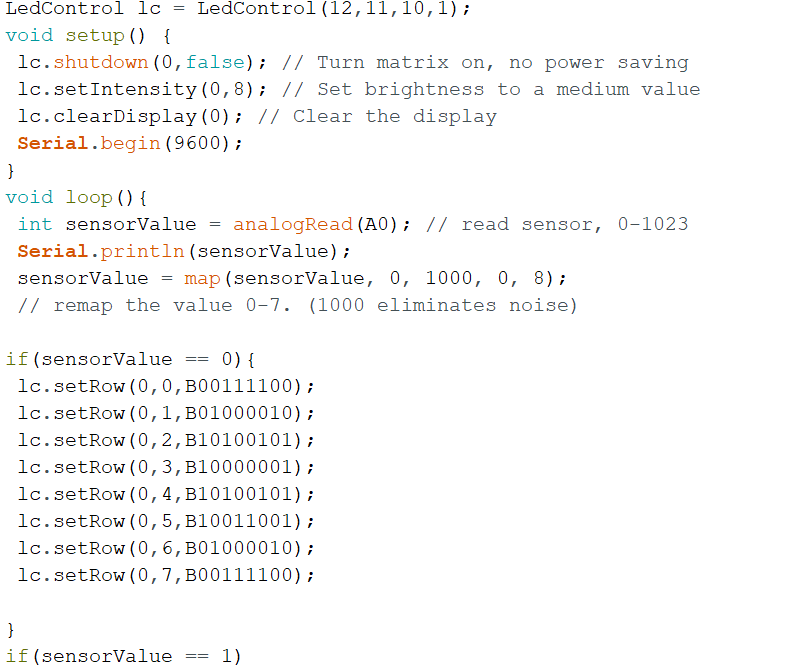 LedControl lc = LedControl(12,11,10,1);
void setup() {
 lc.shutdown(0,false); // Turn matrix on, no power saving
 lc.setIntensity(0,8); // Set brightness to a medium value
 lc.clearDisplay(0); // Clear the display
 Serial.begin(9600);
}
void loop(){
 int sensorValue = analogRead(A0); // read sensor, 0-1023
 Serial.println(sensorValue);
 sensorValue = map(sensorValue, 0, 1000, 0, 8);
 // remap the value 0-7. (1000 eliminates noise)
if(sensorValue == 0){
 lc.setRow(0,0,B00111100);
 lc.setRow(0,1,B01000010);
 lc.setRow(0,2,B10100101);
 lc.setRow(0,3,B10000001);
 lc.setRow(0,4,B10100101);
 lc.setRow(0,5,B10011001);
 lc.setRow(0,6,B01000010);
 lc.setRow(0,7,B00111100);
}
if(sensorValue == 1)